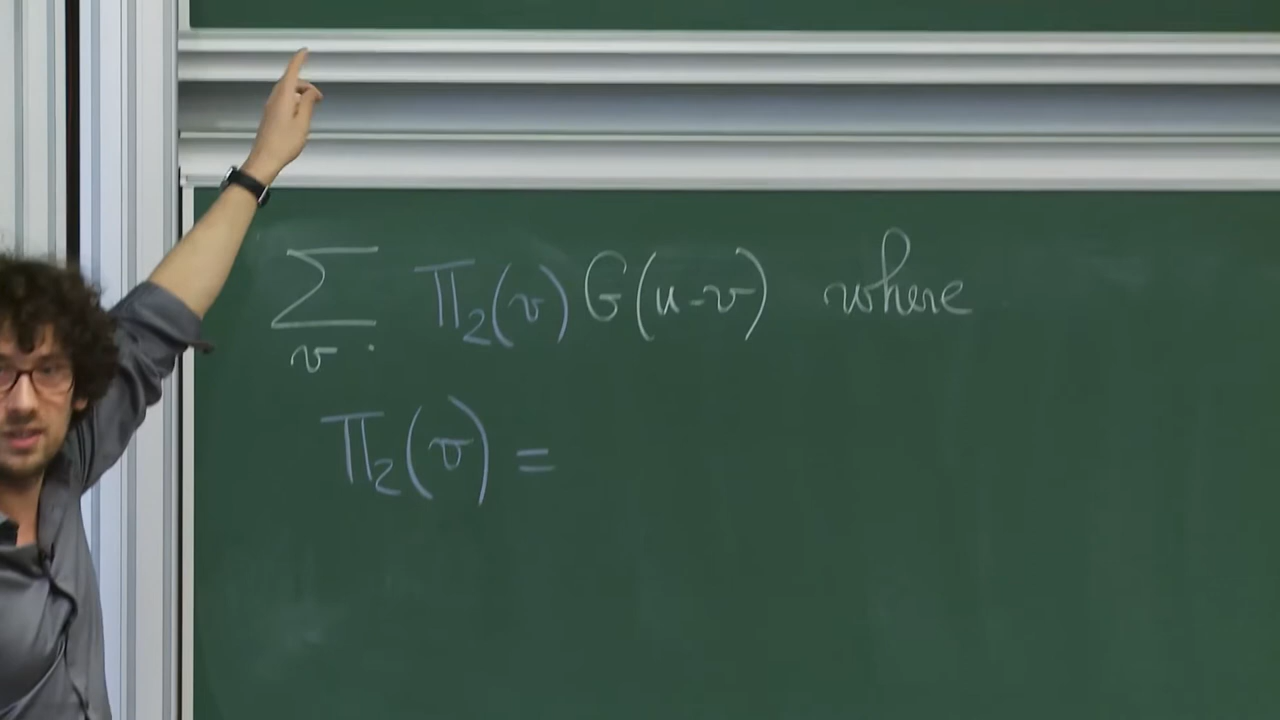 ∑ Π₂(v) G(u-v) where
v
Π₂(v) =